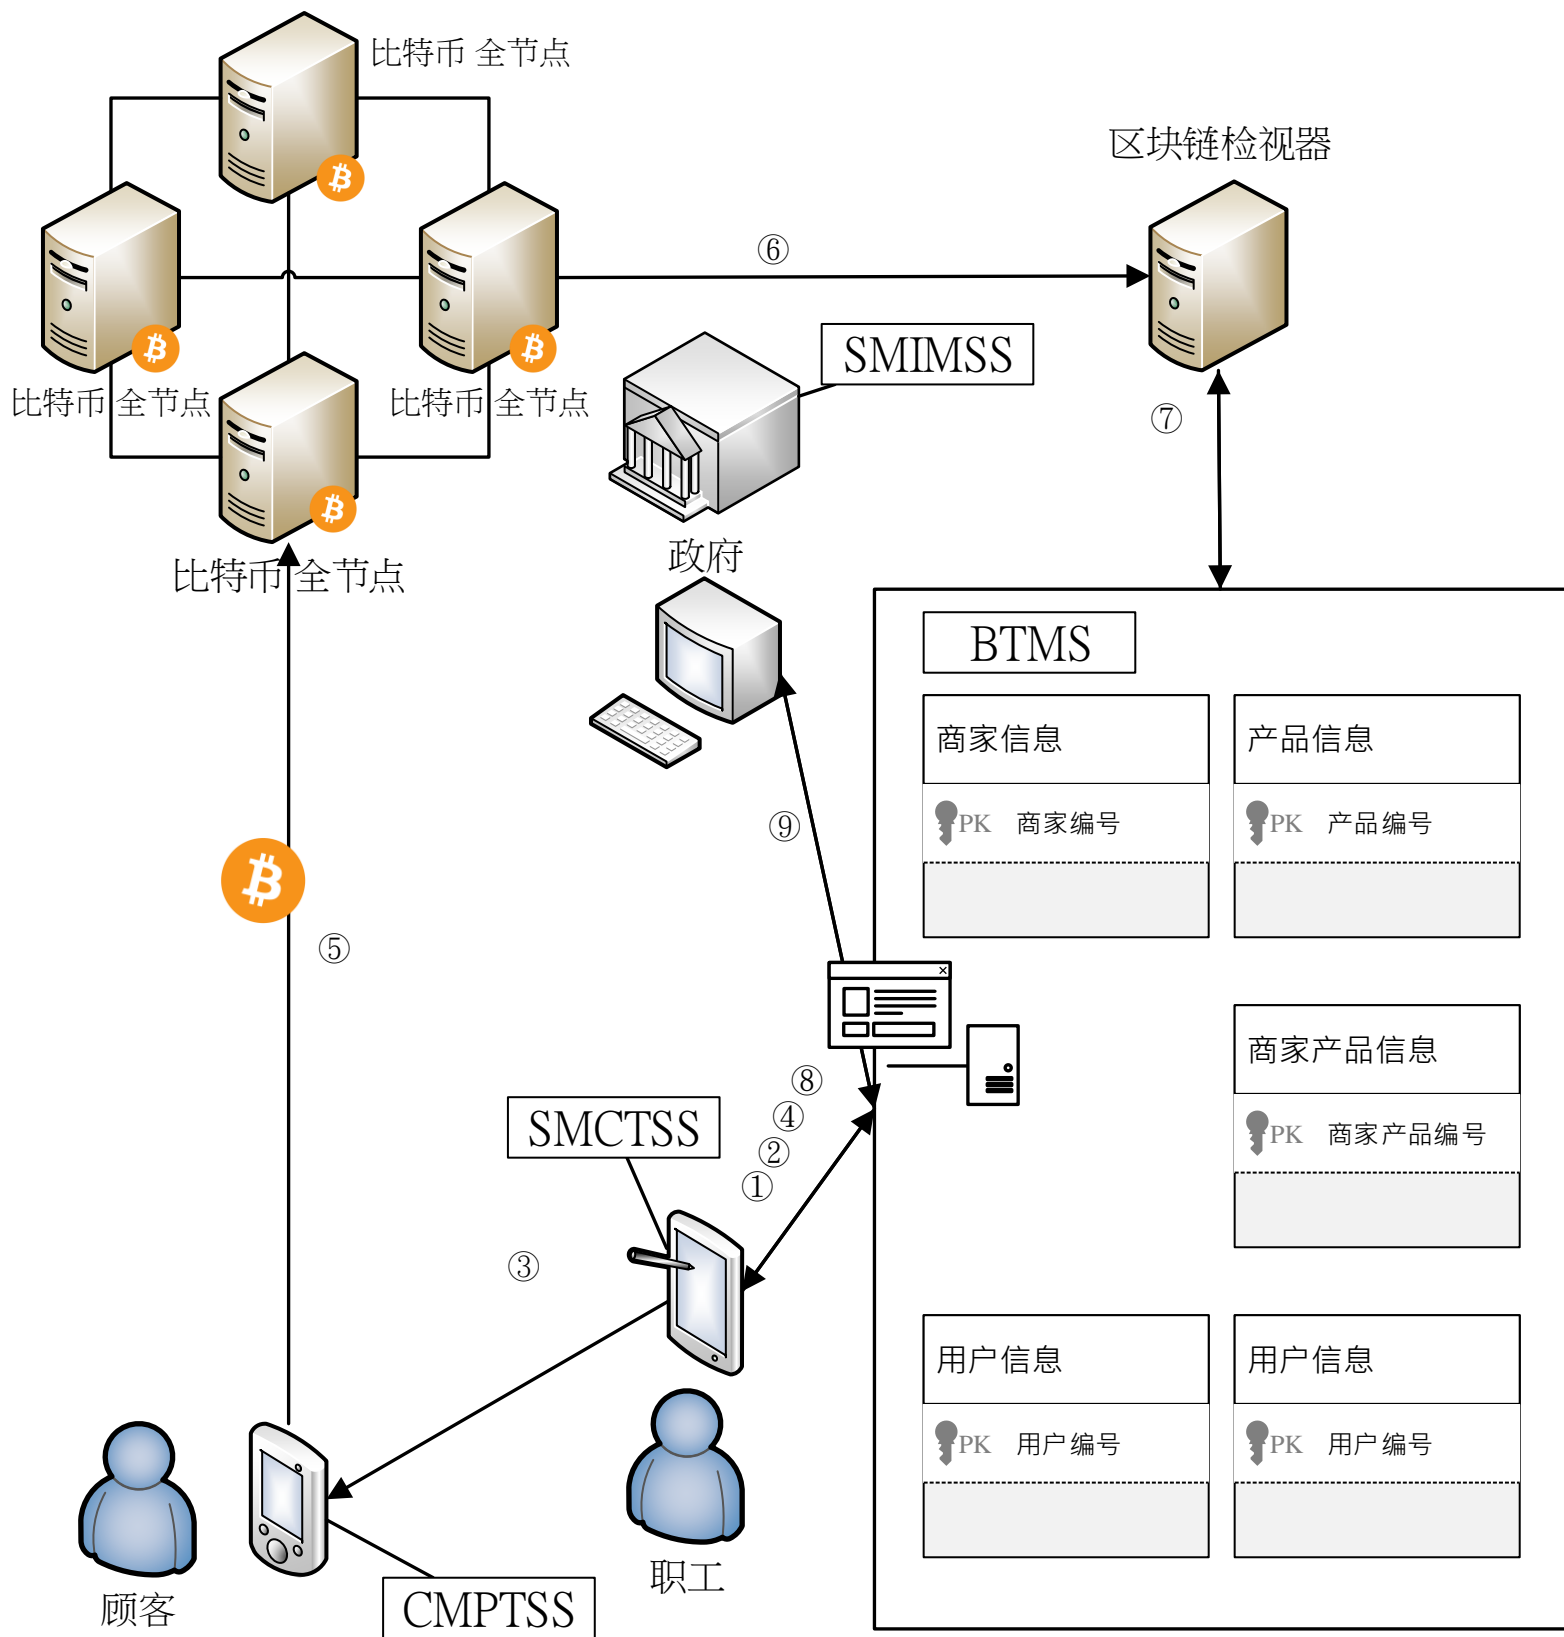 比特币 全节点
区块链检视器
⑥
SMIMSS
比特币 全节点
比特币 全节点
⑦
政府
比特币 全节点
BTMS
商家信息
产品信息
PK 商家编号
PK 产品编号
⑨
⑤
商家产品信息
⑧
④
②
①
SMCTSS
PK 商家产品编号
③
用户信息
用户信息
PK 用户编号
PK 用户编号
职工
顾客
CMPTSS